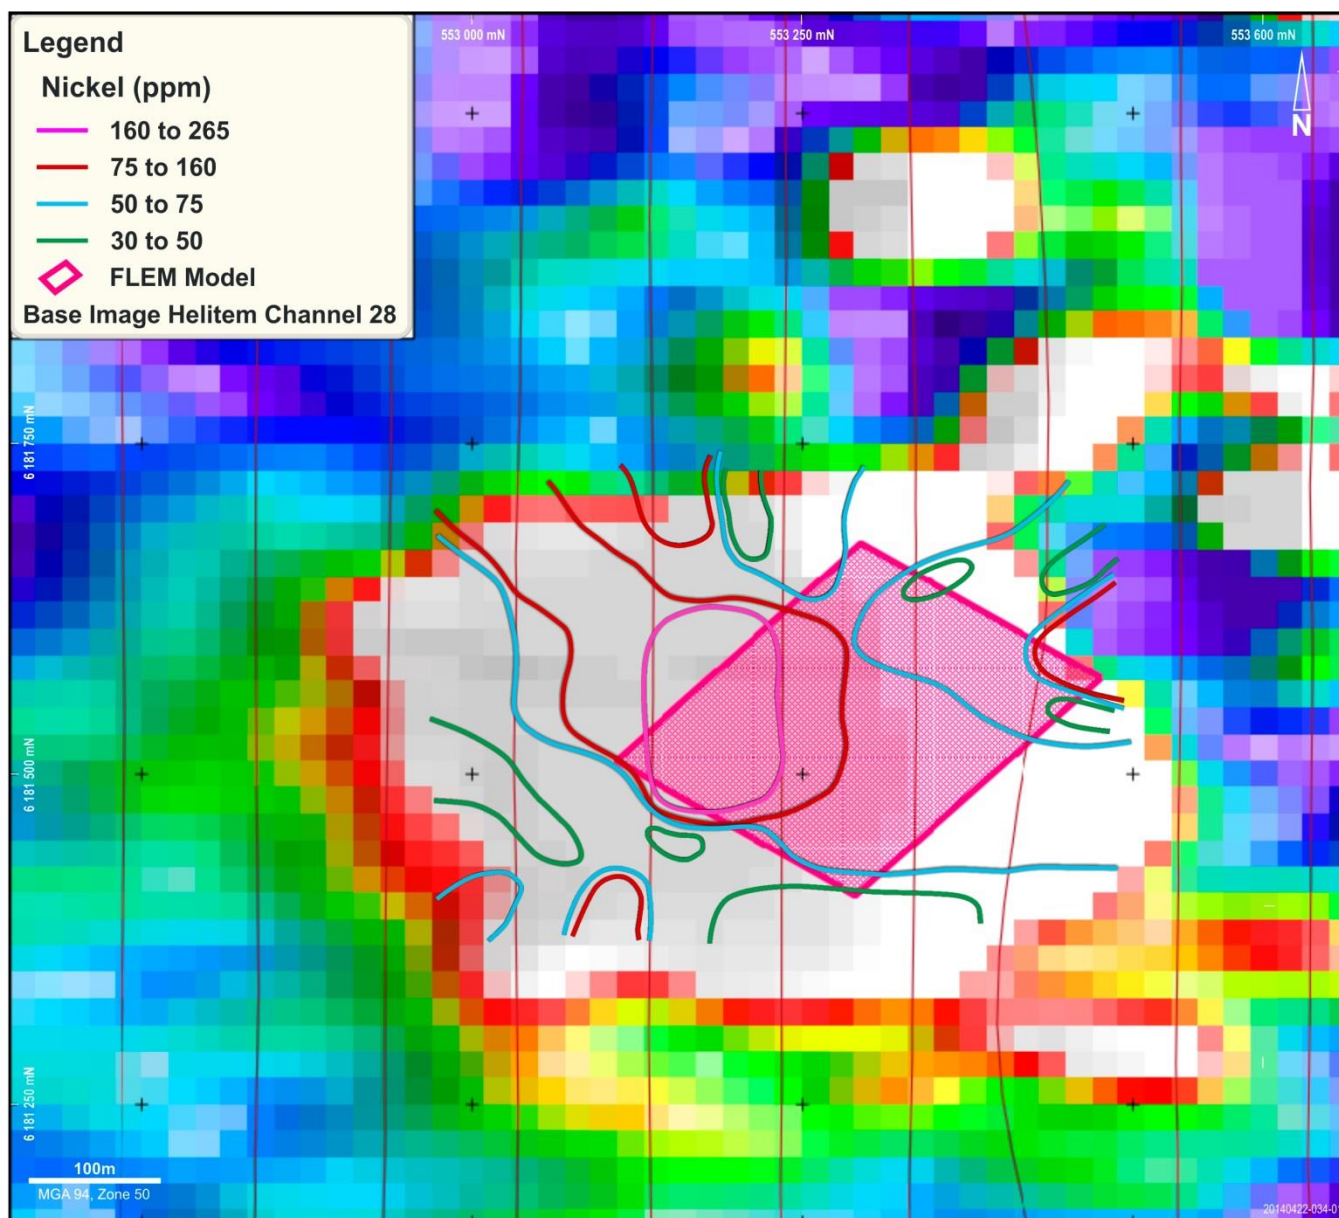 Legend
Nickel (ppm)
160 to 265
75 to 160
50 to 75
30 to 50
FLEM Model
Base Image Helitem Channel 28
553 000 mN
553 250 mN
553 600 mN
N
6 181 750 mN
6 181 500 mN
6 181 250 mN
100m
MGA 94, Zone 50